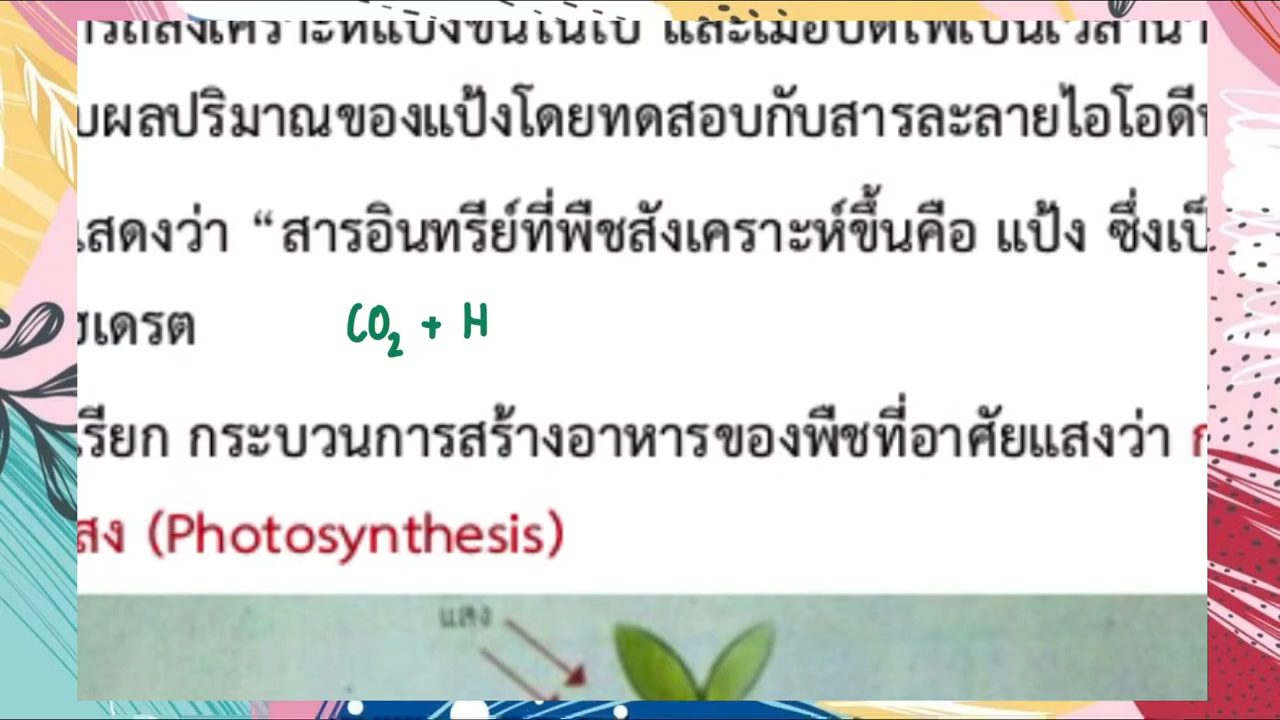 บผลปริมาณของแป้งโดยทดสอบกับสารละลายไอโอดีน
แสดงว่า “สารอินทรีย์ที่พืชสังเคราะห์ขึ้นคือ แป้ง ซึ่งเป็
ฮเดรต
CO₂ + H
เรียก กระบวนการสร้างอาหารของพืชที่อาศัยแสงว่า ก
สง (Photosynthesis)
แสง